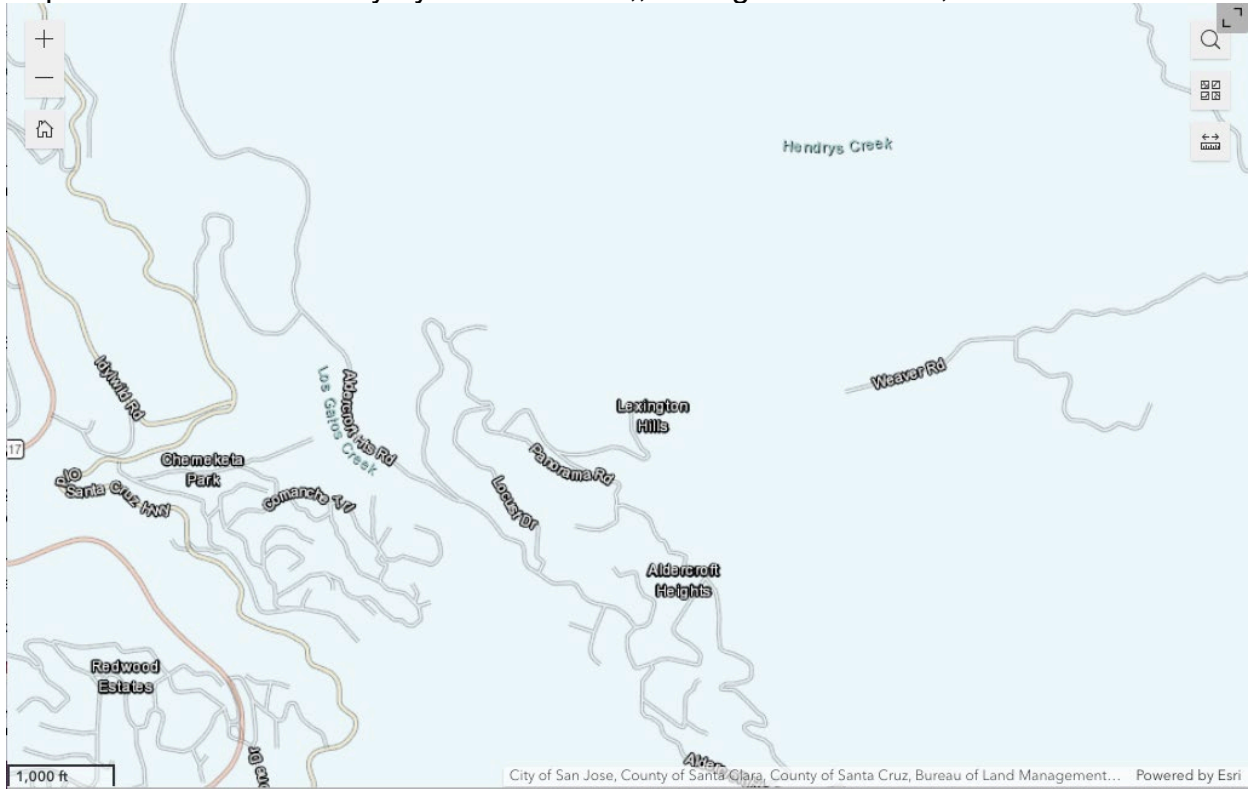 Hendrys Creek
Idylwild Rd
Los Gatos Creek
Aldercroft Hts Rd
Weaver Rd
Lexington
Hills
17
Chemeketa
Park
Panorama Rd
Santa Cruz Hwy
Comanche Trl
Locust Dr
Aldercroft
Heights
Redwood
Estates
1,000 ft
City of San Jose, County of Santa Clara, County of Santa Cruz, Bureau of Land Management...
Powered by Esri